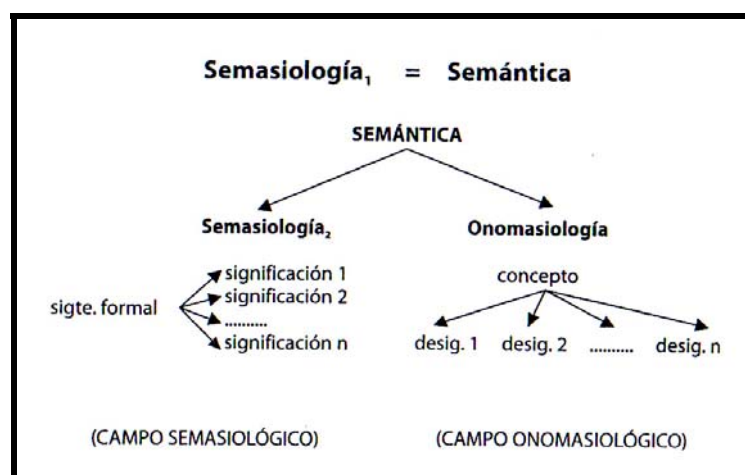 Semasiología₁ = Semántica
SEMÁNTICA
Semasiología₂
sigte. formal
significación 1
significación 2
..........
significación n
(CAMPO SEMASIOLÓGICO)
Onomasiología
concepto
desig. 1 desig. 2 .......... desig. n
(CAMPO ONOMASIOLÓGICO)